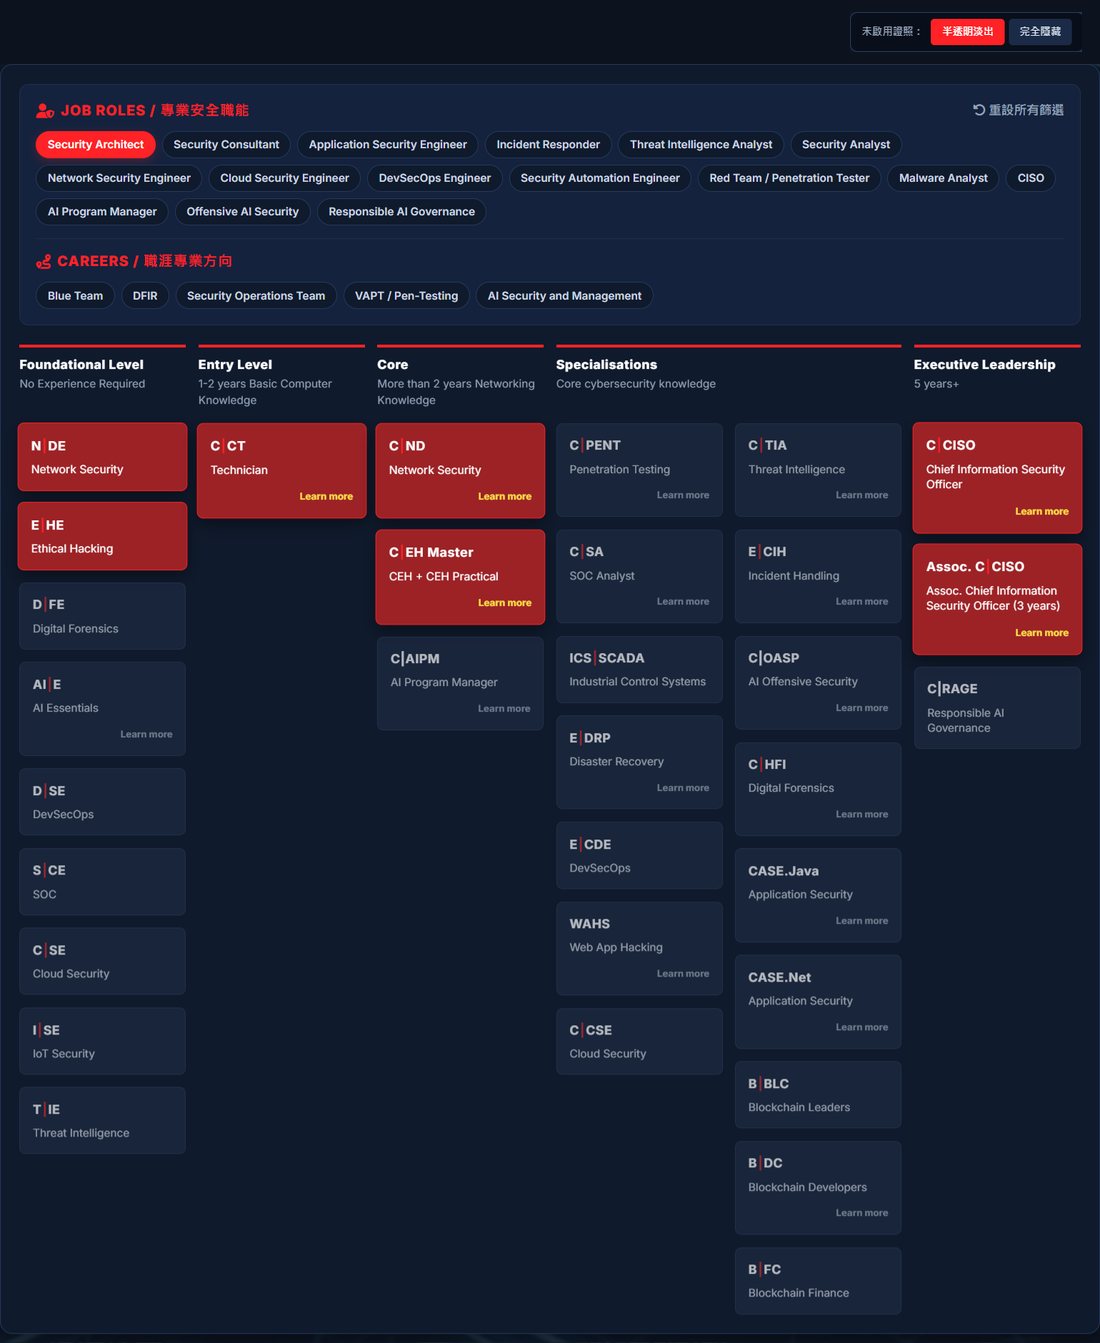 未啟用證照：
半透明淡出
完全隱藏
JOB ROLES / 專業安全職能
重設所有篩選
Security Architect
Security Consultant
Application Security Engineer
Incident Responder
Threat Intelligence Analyst
Security Analyst
Network Security Engineer
Cloud Security Engineer
DevSecOps Engineer
Security Automation Engineer
Red Team / Penetration Tester
Malware Analyst
CISO
AI Program Manager
Offensive AI Security
Responsible AI Governance
CAREERS / 職涯專業方向
Blue Team
DFIR
Security Operations Team
VAPT / Pen-Testing
AI Security and Management
Foundational Level
No Experience Required
N|DE
Network Security
E|HE
Ethical Hacking
D|FE
Digital Forensics
AI|E
AI Essentials
Learn more
D|SE
DevSecOps
S|CE
SOC
C|SE
Cloud Security
I|SE
IoT Security
T|IE
Threat Intelligence
Entry Level
1-2 years Basic Computer
Knowledge
C|CT
Technician
Learn more
Core
More than 2 years Networking
Knowledge
C|ND
Network Security
Learn more
C|EH Master
CEH + CEH Practical
Learn more
C|AIPM
AI Program Manager
Learn more
Specialisations
Core cybersecurity knowledge
C|PENT
Penetration Testing
Learn more
C|SA
SOC Analyst
Learn more
ICS|SCADA
Industrial Control Systems
E|DRP
Disaster Recovery
Learn more
E|CDE
DevSecOps
WAHS
Web App Hacking
Learn more
C|CSE
Cloud Security
C|TIA
Threat Intelligence
Learn more
E|CIH
Incident Handling
Learn more
C|OASP
AI Offensive Security
Learn more
C|HFI
Digital Forensics
Learn more
CASE.Java
Application Security
Learn more
CASE.Net
Application Security
Learn more
B|BLC
Blockchain Leaders
B|DC
Blockchain Developers
Learn more
B|FC
Blockchain Finance
Executive Leadership
5 years+
C|CISO
Chief Information Security
Officer
Learn more
Assoc. C|CISO
Assoc. Chief Information
Security Officer (3 years)
Learn more
C|RAGE
Responsible AI
Governance